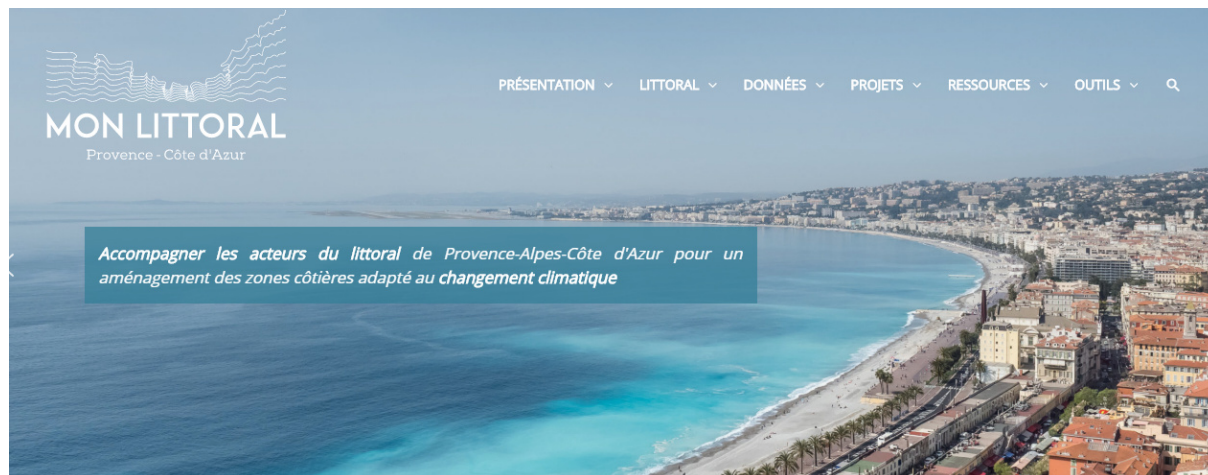 MON LITTORAL
Provence - Côte d'Azur
PRÉSENTATION
LITTORAL
DONNÉES
PROJETS
RESSOURCES
OUTILS
Accompagner les acteurs du littoral de Provence-Alpes-Côte d'Azur pour un
aménagement des zones côtières adapté au changement climatique